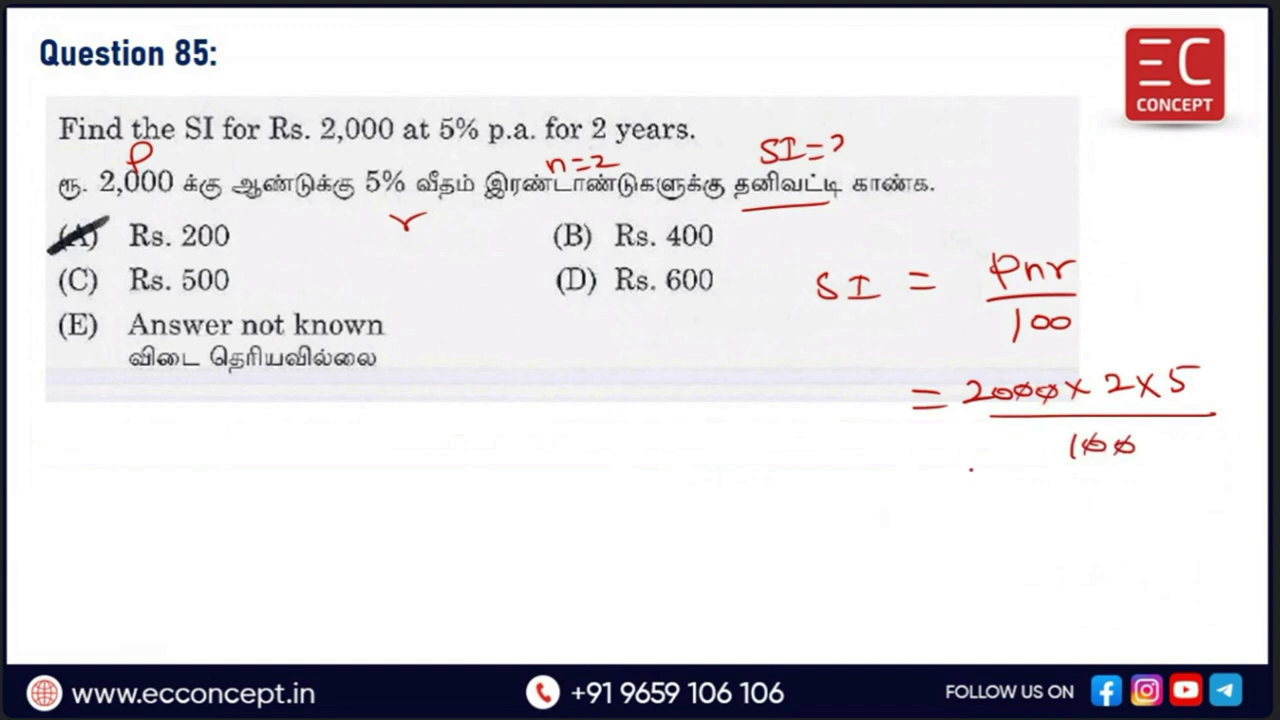 Question 85:
EC
CONCEPT
Find the SI for Rs. 2,000 at 5% p.a. for 2 years.
P n=2 SI=?
ரூ. 2,000 க்கு ஆண்டுக்கு 5% வீதம் இரண்டாண்டுகளுக்கு தனிவட்டி காண்க.
r
(A) Rs. 200 (B) Rs. 400
(C) Rs. 500 (D) Rs. 600
(E) Answer not known
விடை தெரியவில்லை
SI = Pnr
100
= 2000 x 2 x 5
100
www.ecconcept.in +91 9659 106 106 FOLLOW US ON